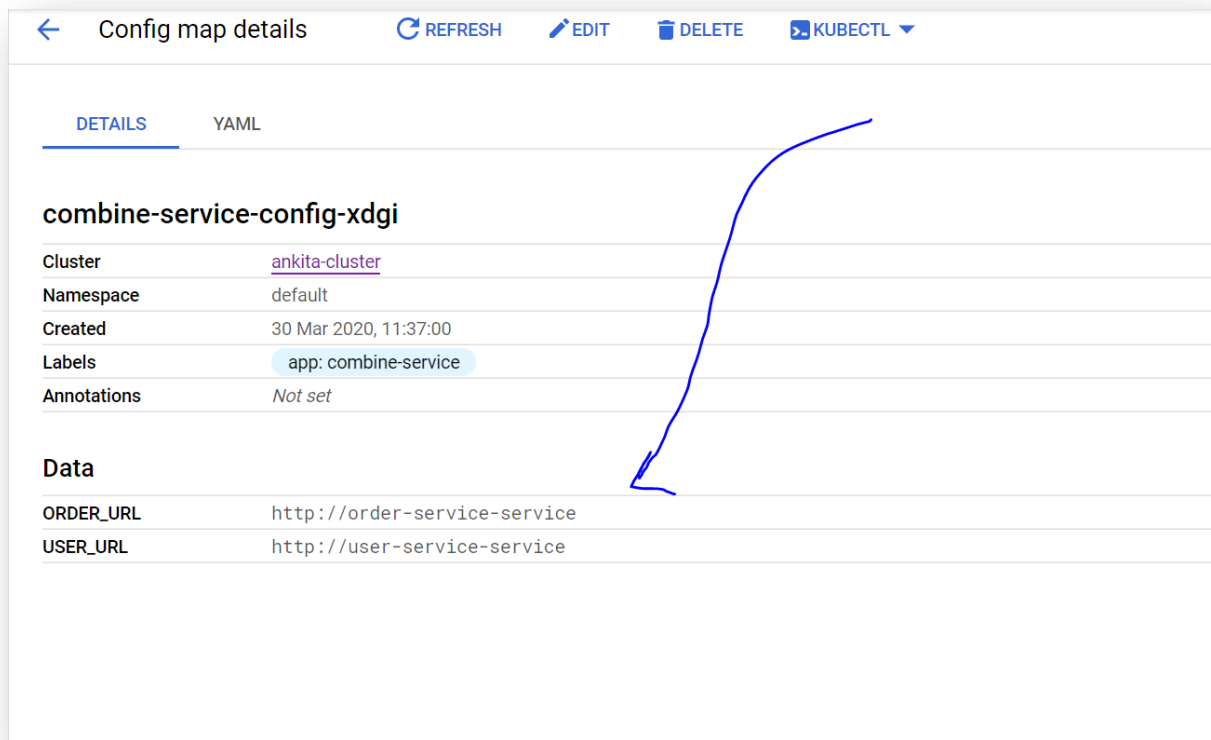 Config map details REFRESH EDIT DELETE KUBECTL
DETAILS YAML
combine-service-config-xdgi
Cluster ankita-cluster
Namespace default
Created 30 Mar 2020, 11:37:00
Labels app: combine-service
Annotations Not set
Data
ORDER_URL http://order-service-service
USER_URL http://user-service-service